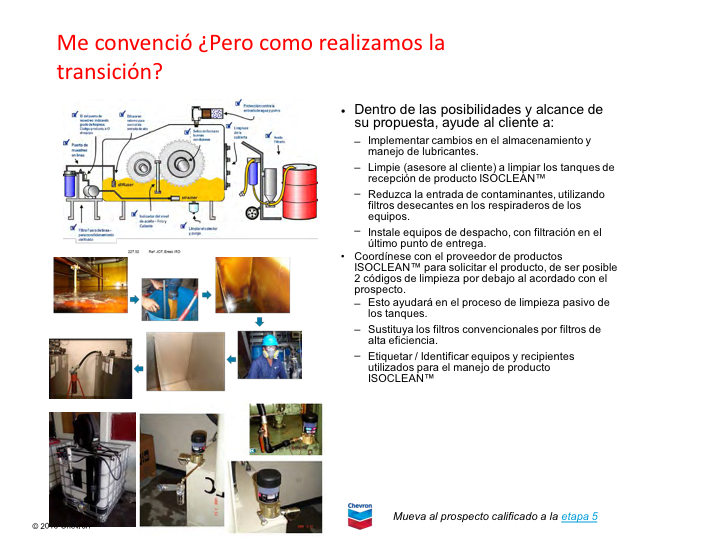 Me convenció ¿Pero como realizamos la
transición?
• Dentro de las posibilidades y alcance de
su propuesta, ayude al cliente a:
– Implementar cambios en el almacenamiento y
manejo de lubricantes.
– Limpie (asesore al cliente) a limpiar los tanques de
recepción de producto ISOCLEAN™
– Reduzca la entrada de contaminantes, utilizando
filtros desecantes en los respiraderos de los
equipos.
– Instale equipos de despacho, con filtración en el
último punto de entrega.
• Coordínese con el proveedor de productos
ISOCLEAN™ para solicitar el producto, de ser posible
2 códigos de limpieza por debajo al acordado con el
prospecto.
– Esto ayudará en el proceso de limpieza pasivo de
los tanques.
– Sustituya los filtros convencionales por filtros de
alta eficiencia.
– Etiquetar / Identificar equipos y recipientes
utilizados para el manejo de producto
ISOCLEAN™
Chevron
Mueva al prospecto calificado a la etapa 5